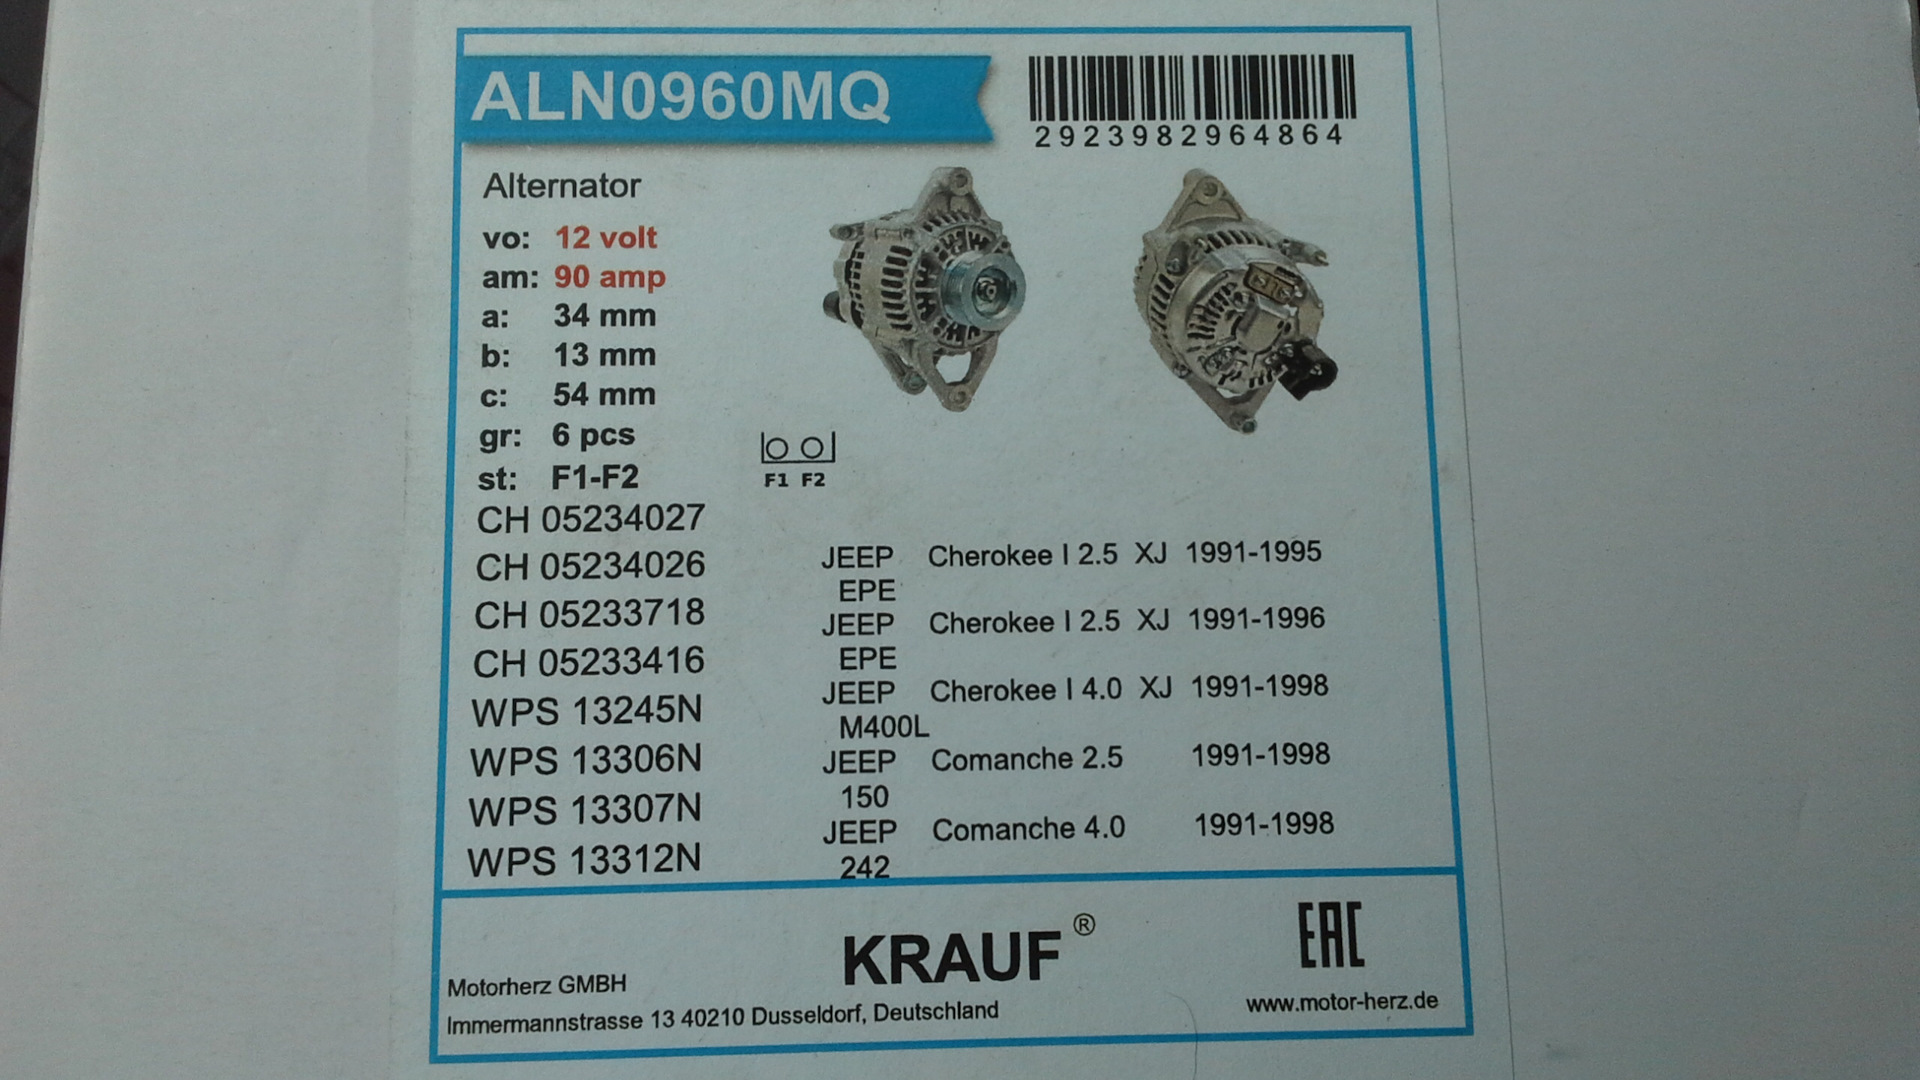 ALN0960MQ
2923982964864
Alternator
vo: 12 volt
am: 90 amp
a: 34 mm
b: 13 mm
c: 54 mm
gr: 6 pcs
st: F1-F2
F1 F2
CH 05234027
CH 05234026
CH 05233718
CH 05233416
WPS 13245N
WPS 13306N
WPS 13307N
WPS 13312N
JEEP Cherokee I 2.5 XJ 1991-1995
EPE
JEEP Cherokee I 2.5 XJ 1991-1996
EPE
JEEP Cherokee I 4.0 XJ 1991-1998
M400L
JEEP Comanche 2.5 1991-1998
150
JEEP Comanche 4.0 1991-1998
242
KRAUF ®
EAC
Motorherz GMBH
Immermannstrasse 13 40210 Dusseldorf, Deutschland
www.motor-herz.de